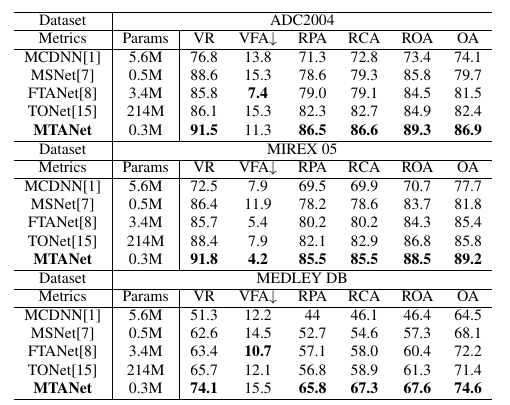 Dataset ADC2004
Metrics Params VR VFA↓ RPA RCA ROA OA
MCDNN[1] 5.6M 76.8 13.8 71.3 72.8 73.4 74.1
MSNet[7] 0.5M 88.6 15.3 78.6 79.3 85.8 79.7
FTANet[8] 3.4M 85.8 7.4 79.0 79.1 84.5 81.5
TONet[15] 214M 86.1 15.3 82.3 82.7 84.9 82.4
MTANet 0.3M 91.5 11.3 86.5 86.6 89.3 86.9
Dataset MIREX 05
Metrics Params VR VFA↓ RPA RCA ROA OA
MCDNN[1] 5.6M 72.5 7.9 69.5 69.9 70.7 77.7
MSNet[7] 0.5M 86.4 11.9 78.2 78.6 83.7 81.8
FTANet[8] 3.4M 85.7 5.4 80.2 80.2 84.3 85.4
TONet[15] 214M 88.4 7.9 82.1 82.9 86.8 85.8
MTANet 0.3M 91.8 4.2 85.5 85.5 88.5 89.2
Dataset MEDLEY DB
Metrics Params VR VFA↓ RPA RCA ROA OA
MCDNN[1] 5.6M 51.3 12.2 44 46.1 46.4 64.5
MSNet[7] 0.5M 62.6 14.5 52.7 54.6 57.3 68.1
FTANet[8] 3.4M 63.4 10.7 57.1 58.0 60.4 72.2
TONet[15] 214M 65.7 12.1 56.8 58.9 61.3 71.4
MTANet 0.3M 74.1 15.5 65.8 67.3 67.6 74.6